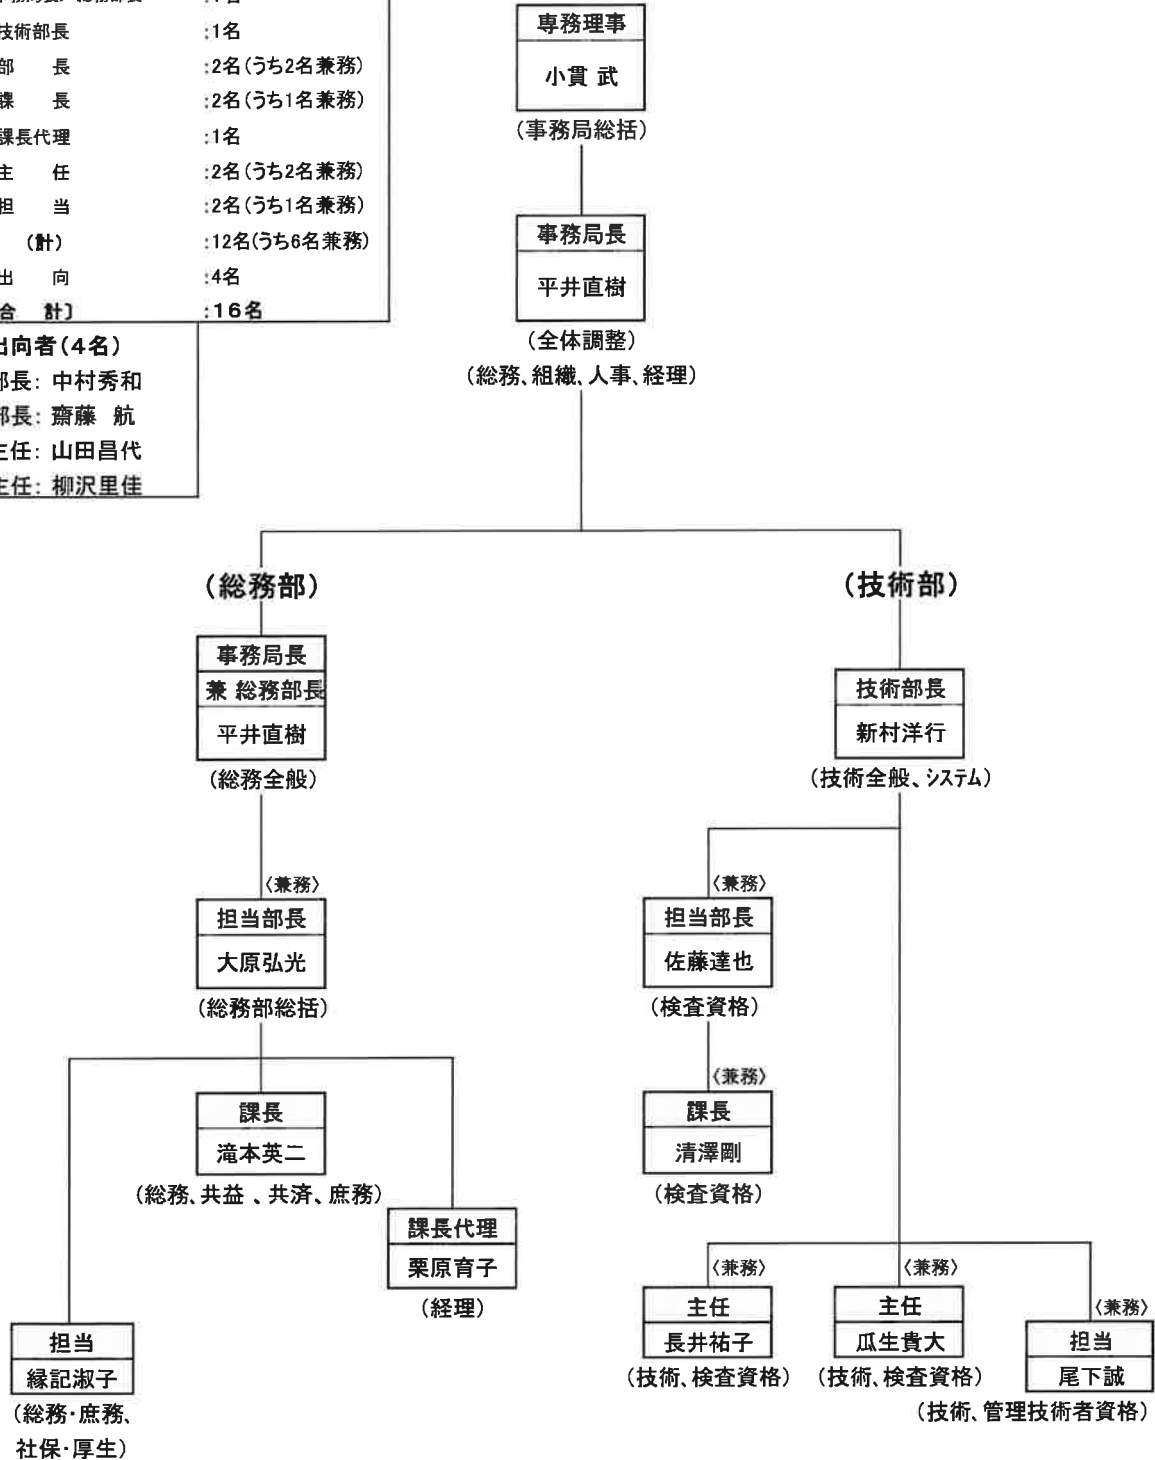 技術部長 :1名
部 長 :2名(うち2名兼務)
課 長 :2名(うち1名兼務)
課長代理 :1名
主 任 :2名(うち2名兼務)
担 当 :2名(うち1名兼務)
(計) :12名(うち6名兼務)
出 向 :4名
合 計] :16名
出向者(4名)
部長: 中村秀和
部長: 齋藤 航
主任: 山田昌代
主任: 柳沢里佳
専務理事
小貫 武
(事務局総括)
事務局長
平井直樹
(全体調整)
(総務、組織、人事、経理)
(総務部)
事務局長
兼 総務部長
平井直樹
(総務全般)
〈兼務〉
担当部長
大原弘光
(総務部総括)
課長
滝本英二
(総務、共益 、共済、庶務)
課長代理
栗原育子
(経理)
担当
縁記淑子
(総務・庶務、
社保・厚生)
(技術部)
技術部長
新村洋行
(技術全般、システム)
〈兼務〉
担当部長
佐藤達也
(検査資格)
〈兼務〉
課長
清澤剛
(検査資格)
〈兼務〉
主任
長井祐子
(技術、検査資格)
〈兼務〉
主任
瓜生貴大
(技術、検査資格)
〈兼務〉
担当
尾下誠
(技術、管理技術者資格)